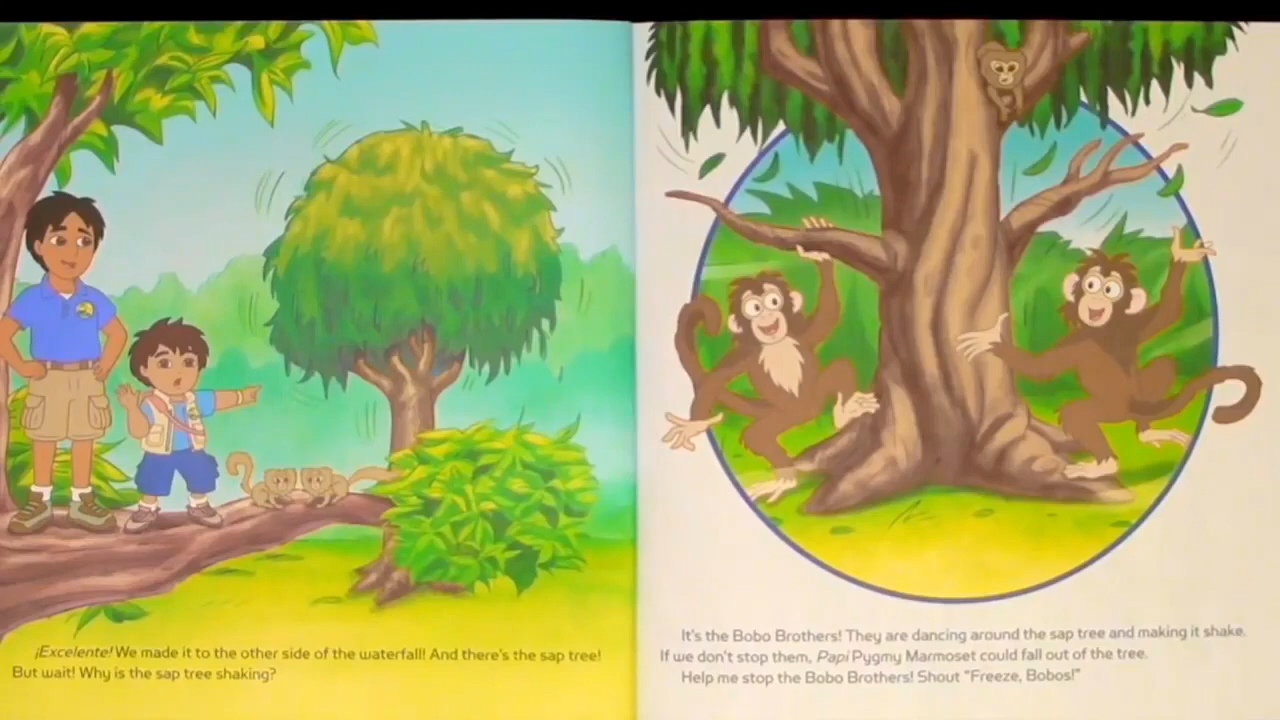 ¡Excelente! We made it to the other side of the waterfall! And there's the sap tree!
But wait! Why is the sap tree shaking?
It's the Bobo Brothers! They are dancing around the sap tree and making it shake.
If we don't stop them, Papi Pygmy Marmoset could fall out of the tree.
Help me stop the Bobo Brothers! Shout "Freeze, Bobos!"